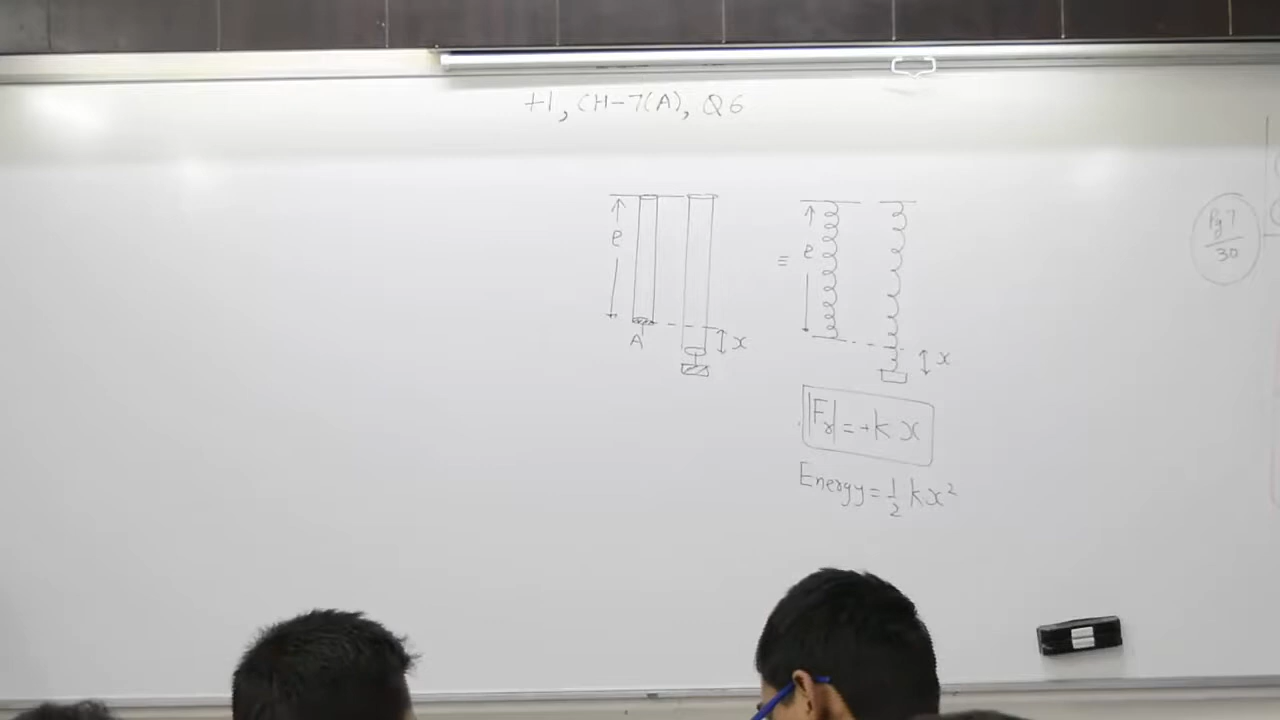 +1, CH-7(A), Q6
l
A
x
≡
l
x
|Fr| = +kx
Energy = 1/2 kx²
Pg 7
30